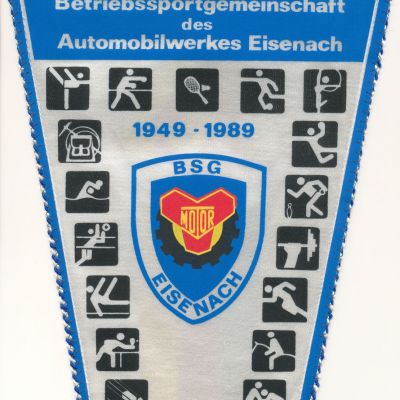 Betriebssportgemeinschaft
des
Automobilwerkes Eisenach
1949 - 1989
BSG
MOTOR
EISENACH